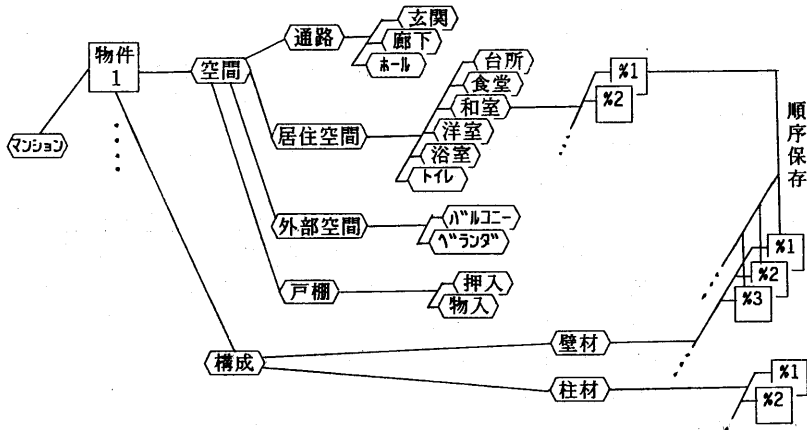 玄関
通路
廊下
ホール
物件
1
空間
台所
食堂
%1
和室
%2
マンション
居住空間
洋室
浴室
トイレ
順序保存
外部空間
バルコニー
ベランダ
%1
%2
戸棚
押入
%3
物入
壁材
構成
%1
柱材
%2